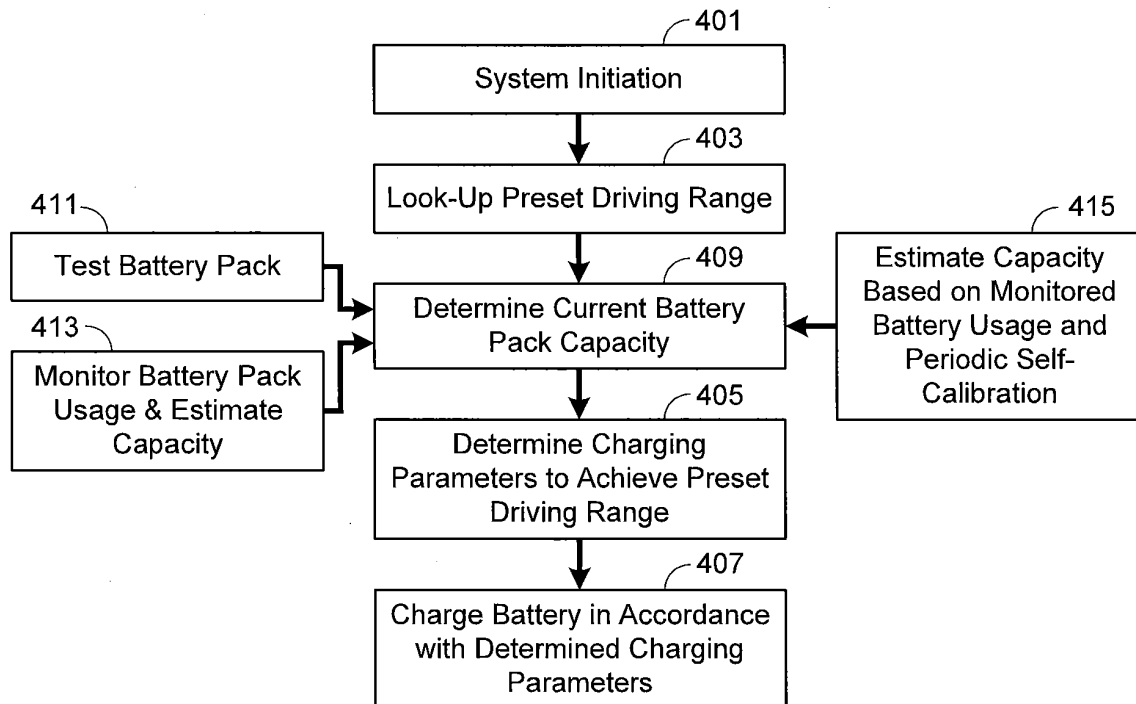 401
System Initiation
403
Look-Up Preset Driving Range
411
Test Battery Pack
409
Determine Current Battery
Pack Capacity
415
Estimate Capacity
Based on Monitored
Battery Usage and
Periodic Self-
Calibration
413
Monitor Battery Pack
Usage & Estimate
Capacity
405
Determine Charging
Parameters to Achieve Preset
Driving Range
407
Charge Battery in Accordance
with Determined Charging
Parameters